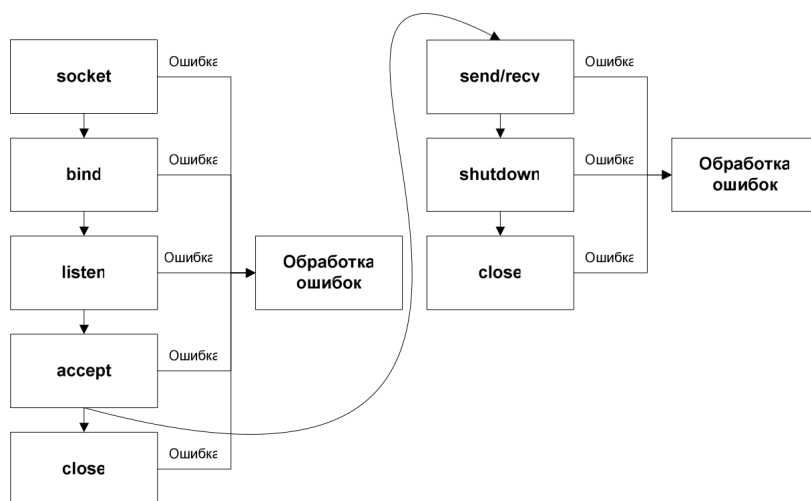 socket
Ошибка
bind
Ошибка
listen
Ошибка
Обработка
ошибок
accept
Ошибка
close
Ошибка
send/recv
Ошибка
shutdown
Ошибка
Обработка
ошибок
close
Ошибка